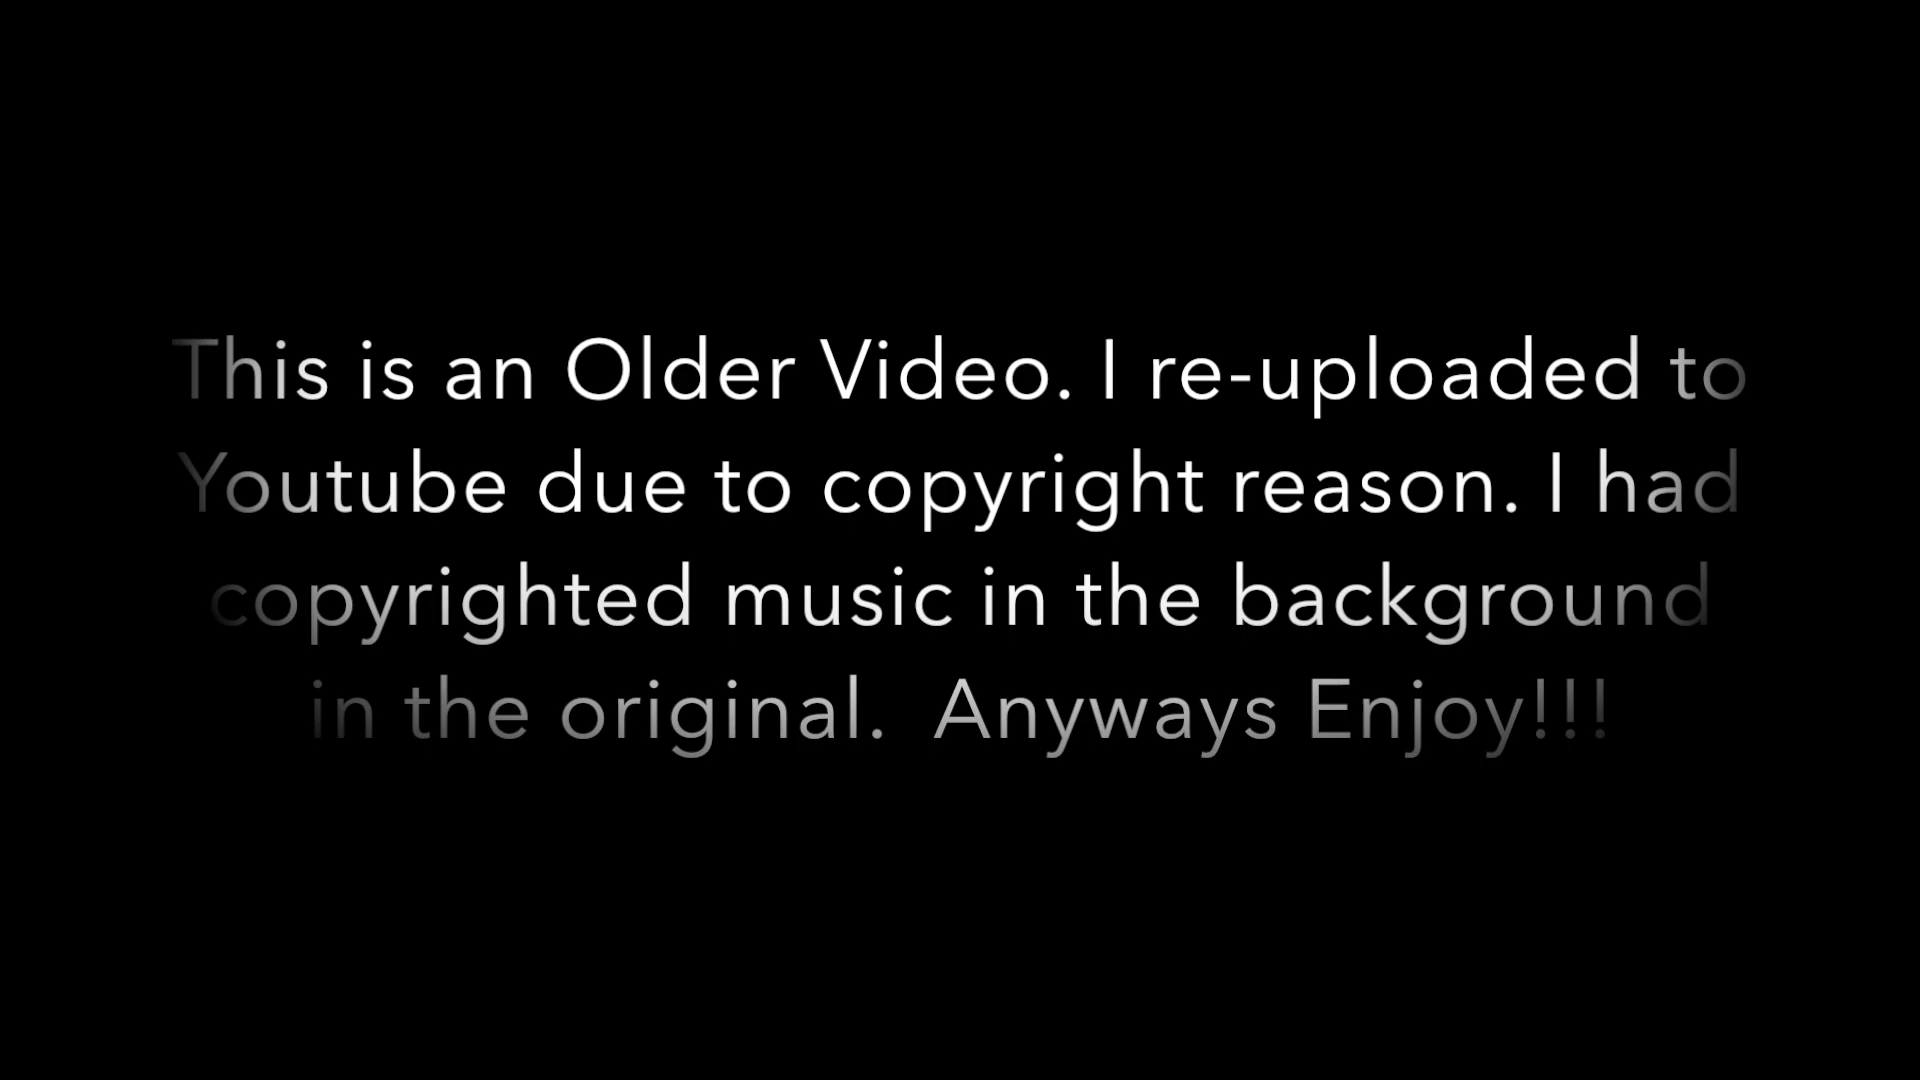 This is an Older Video. I re-uploaded to
Youtube due to copyright reason. I had
copyrighted music in the background
in the original.  Anyways Enjoy!!!